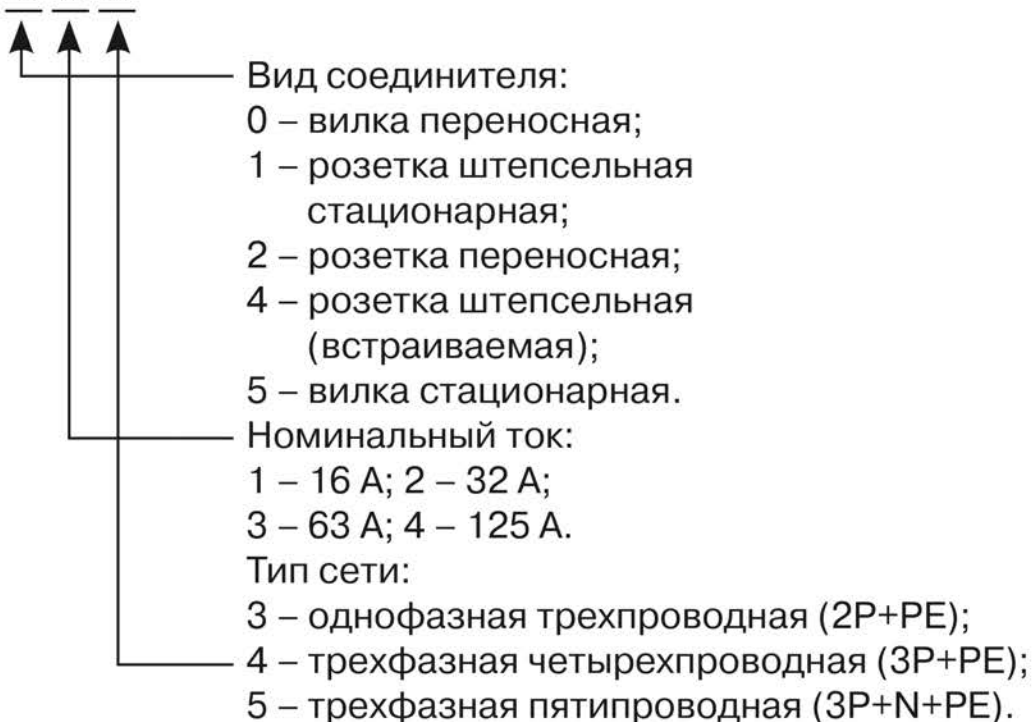 Вид соединителя:
0 – вилка переносная;
1 – розетка штепсельная
стационарная;
2 – розетка переносная;
4 – розетка штепсельная
(встраиваемая);
5 – вилка стационарная.
Номинальный ток:
1 – 16 А; 2 – 32 А;
3 – 63 А; 4 – 125 А.
Тип сети:
3 – однофазная трехпроводная (2P+PE);
4 – трехфазная четырехпроводная (3P+PE);
5 – трехфазная пятипроводная (3P+N+PE).